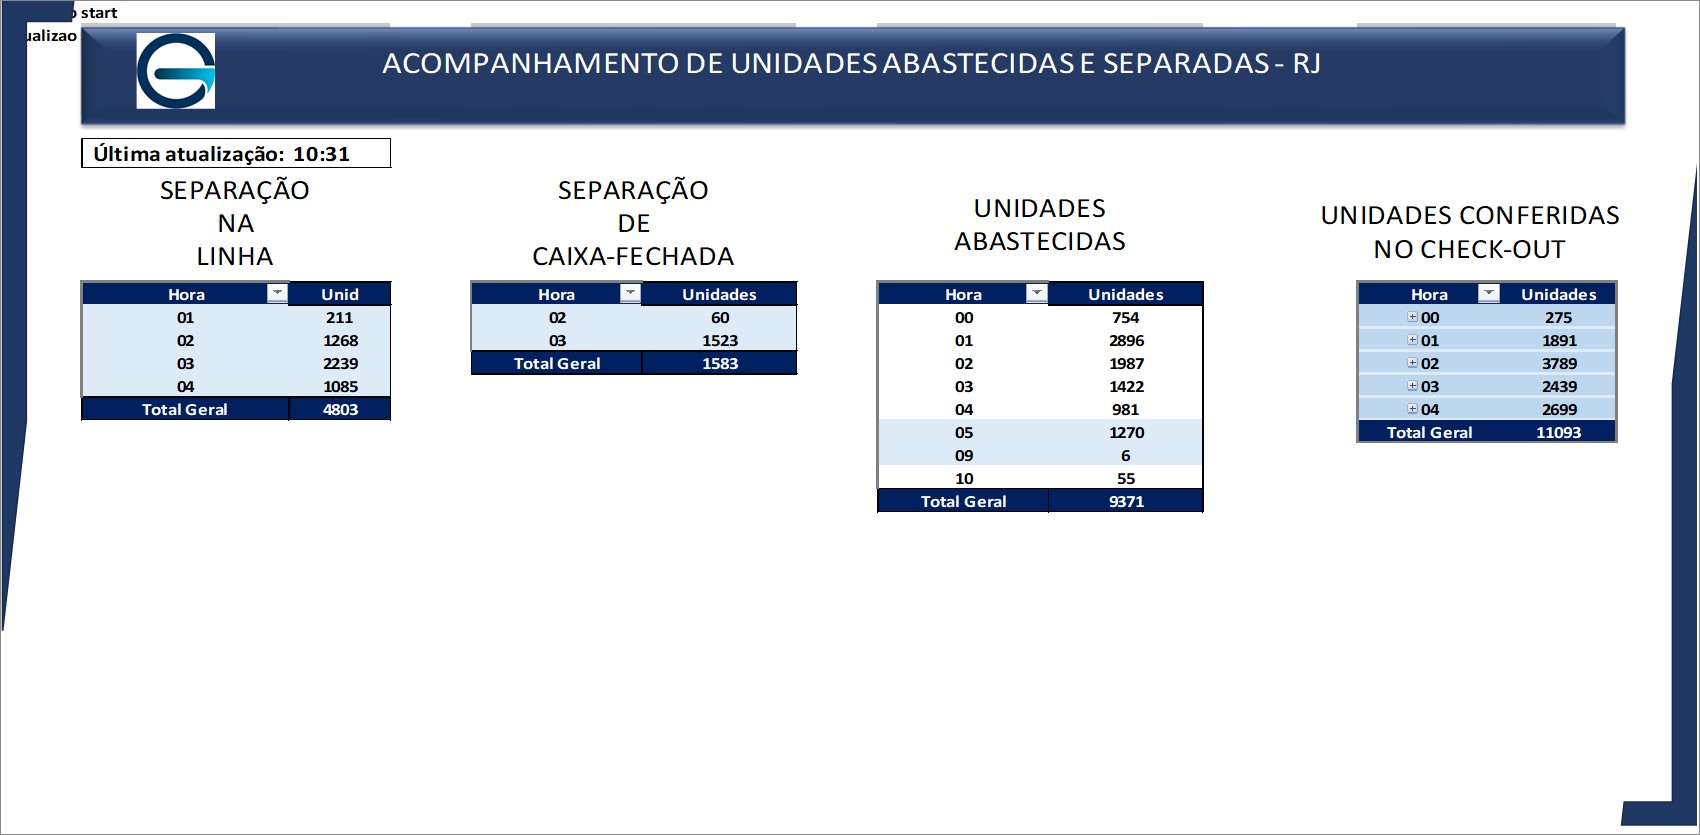 start
ACOMPANHAMENTO DE UNIDADES ABASTECIDAS E SEPARADAS - RJ
Última atualização: 10:31
SEPARAÇÃO
NA
LINHA
Hora Unid
01 211
02 1268
03 2239
04 1085
Total Geral 4803
SEPARAÇÃO
DE
CAIXA-FECHADA
Hora Unidades
02 60
03 1523
Total Geral 1583
UNIDADES
ABASTECIDAS
Hora Unidades
00 754
01 2896
02 1987
03 1422
04 981
05 1270
09 6
10 55
Total Geral 9371
UNIDADES CONFERIDAS
NO CHECK-OUT
Hora Unidades
00 275
01 1891
02 3789
03 2439
04 2699
Total Geral 11093